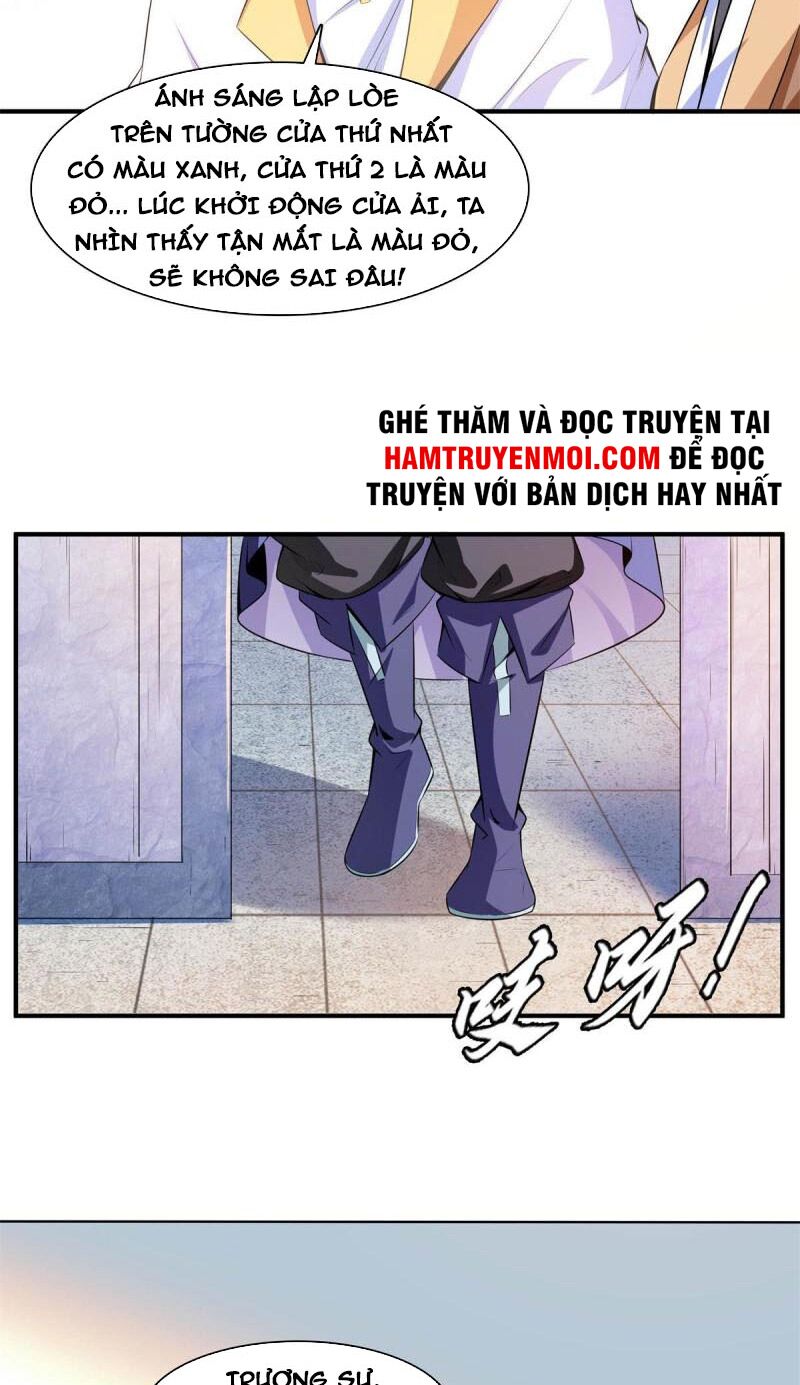 ÁNH SÁNG LẬP LÒE
TRÊN TƯỜNG CỬA THỨ NHẤT
CÓ MÀU XANH, CỬA THỨ 2 LÀ MÀU
ĐỎ... LÚC KHỞI ĐỘNG CỬA ẢI, TA
NHÌN THẤY TẬN MẮT LÀ MÀU ĐỎ,
SẼ KHÔNG SAI ĐÂU!
GHÉ THĂM VÀ ĐỌC TRUYỆN TẠI
HAMTRUYENMOI.COM ĐỂ ĐỌC
TRUYỆN VỚI BẢN DỊCH HAY NHẤT
吱呀!
TRƯƠNG SƯ,